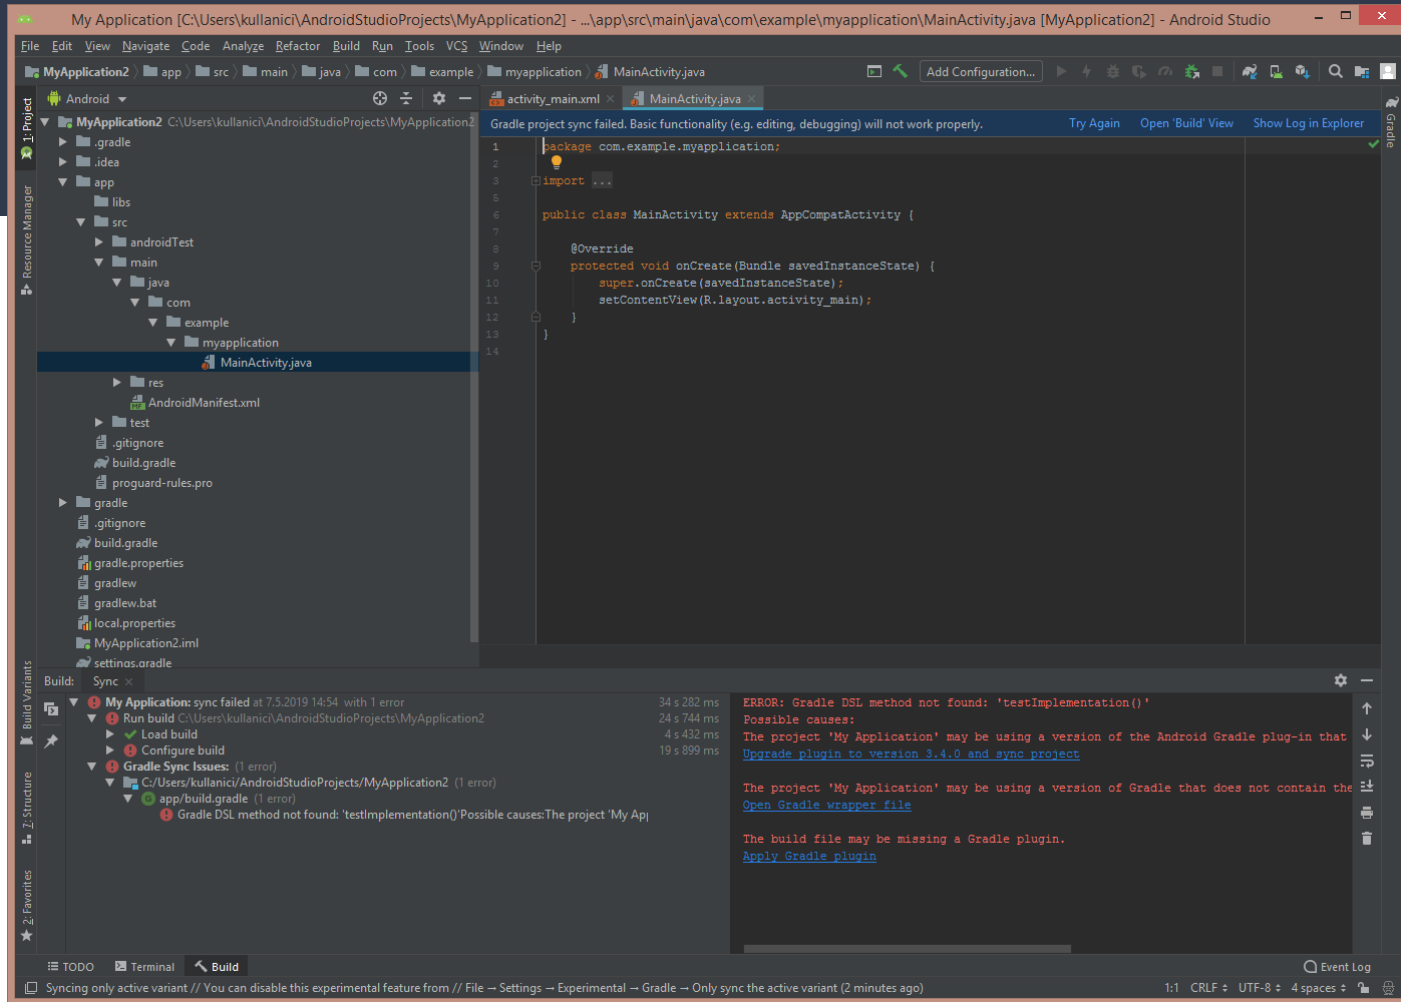 My Application [C:\Users\kullanici\AndroidStudioProjects\MyApplication2] - ...\app\src\main\java\com\example\myapplication\MainActivity.java [MyApplication2] - Android Studio
File Edit View Navigate Code Analyze Refactor Build Run Tools VCS Window Help
MyApplication2 app src main java com example myapplication MainActivity.java Add Configuration...
Android
activity_main.xml MainActivity.java
1: Project
Resource Manager
Build Variants
7: Structure
2: Favorites
Gradle
MyApplication2 C:\Users\kullanici\AndroidStudioProjects\MyApplication2
.gradle
.idea
app
libs
src
androidTest
main
java
com
example
myapplication
MainActivity.java
res
AndroidManifest.xml
test
.gitignore
build.gradle
proguard-rules.pro
gradle
.gitignore
build.gradle
gradle.properties
gradlew
gradlew.bat
local.properties
MyApplication2.iml
settings.gradle
Gradle project sync failed. Basic functionality (e.g. editing, debugging) will not work properly. Try Again Open 'Build' View Show Log in Explorer
1 package com.example.myapplication;
2
3 import ...
5
6 public class MainActivity extends AppCompatActivity {
7
8 @Override
9 protected void onCreate(Bundle savedInstanceState) {
10 super.onCreate(savedInstanceState);
11 setContentView(R.layout.activity_main);
12 }
13 }
14
Build: Sync
My Application: sync failed at 7.5.2019 14:54 with 1 error 34 s 282 ms
Run build C:\Users\kullanici\AndroidStudioProjects\MyApplication2 24 s 744 ms
Load build 4 s 432 ms
Configure build 19 s 899 ms
Gradle Sync Issues: (1 error)
C:/Users/kullanici/AndroidStudioProjects/MyApplication2 (1 error)
app/build.gradle (1 error)
Gradle DSL method not found: 'testImplementation()'Possible causes:The project 'My Ap
ERROR: Gradle DSL method not found: 'testImplementation()'
Possible causes:
The project 'My Application' may be using a version of the Android Gradle plug-in that
Upgrade plugin to version 3.4.0 and sync project
The project 'My Application' may be using a version of Gradle that does not contain the
Open Gradle wrapper file
The build file may be missing a Gradle plugin.
Apply Gradle plugin
TODO Terminal Build Event Log
Syncing only active variant // You can disable this experimental feature from // File → Settings → Experimental → Gradle → Only sync the active variant (2 minutes ago) 1:1 CRLF UTF-8 4 spaces